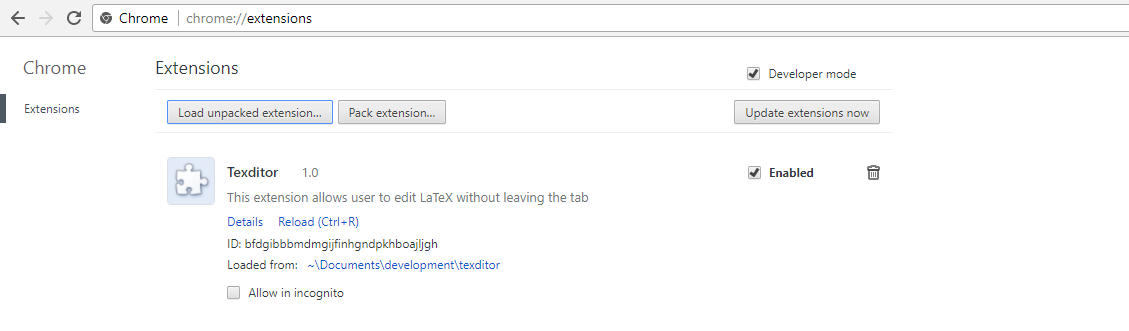 Chrome chrome://extensions
Chrome
Extensions
Extensions
Developer mode
Load unpacked extension... Pack extension... Update extensions now
Texditor 1.0 Enabled
This extension allows user to edit LaTeX without leaving the tab
Details Reload (Ctrl+R)
ID: bfdgibbbmdmgijfinhgndpkhboajljgh
Loaded from: ~\Documents\development\texditor
Allow in incognito